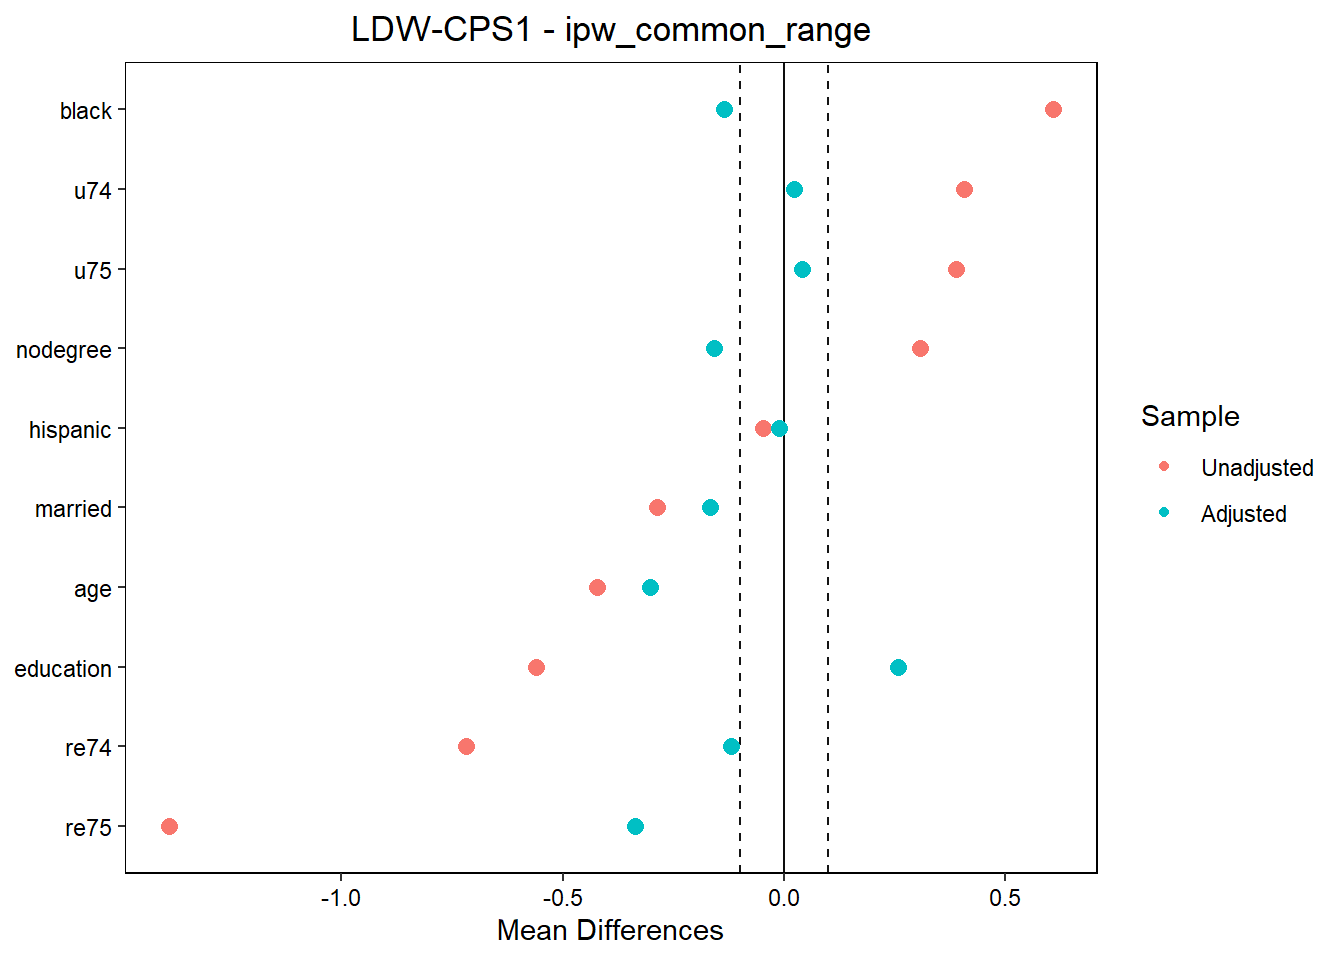 LDW-CPS1 - ipw_common_range
black
u74
u75
nodegree
hispanic
married
age
education
re74
re75
-1.0 -0.5 0.0 0.5
Mean Differences
Sample
Unadjusted
Adjusted